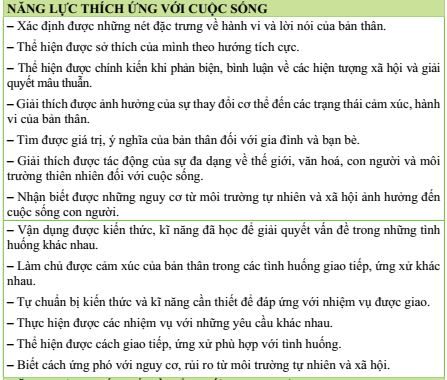 NĂNG LỰC THÍCH ỨNG VỚI CUỘC SỐNG
– Xác định được những nét đặc trưng về hành vi và lời nói của bản thân.
– Thể hiện được sở thích của mình theo hướng tích cực.
– Thể hiện được chính kiến khi phản biện, bình luận về các hiện tượng xã hội và giải
quyết mâu thuẫn.
– Giải thích được ảnh hưởng của sự thay đổi cơ thể đến các trạng thái cảm xúc, hành
vi của bản thân.
– Tìm được giá trị, ý nghĩa của bản thân đối với gia đình và bạn bè.
– Giải thích được tác động của sự đa dạng về thế giới, văn hoá, con người và môi
trường thiên nhiên đối với cuộc sống.
– Nhận biết được những nguy cơ từ môi trường tự nhiên và xã hội ảnh hưởng đến
cuộc sống con người.
– Vận dụng được kiến thức, kĩ năng đã học để giải quyết vấn đề trong những tình
huống khác nhau.
– Làm chủ được cảm xúc của bản thân trong các tình huống giao tiếp, ứng xử khác
nhau.
– Tự chuẩn bị kiến thức và kĩ năng cần thiết để đáp ứng với nhiệm vụ được giao.
– Thực hiện được các nhiệm vụ với những yêu cầu khác nhau.
– Thể hiện được cách giao tiếp, ứng xử phù hợp với tình huống.
– Biết cách ứng phó với nguy cơ, rủi ro từ môi trường tự nhiên và xã hội.